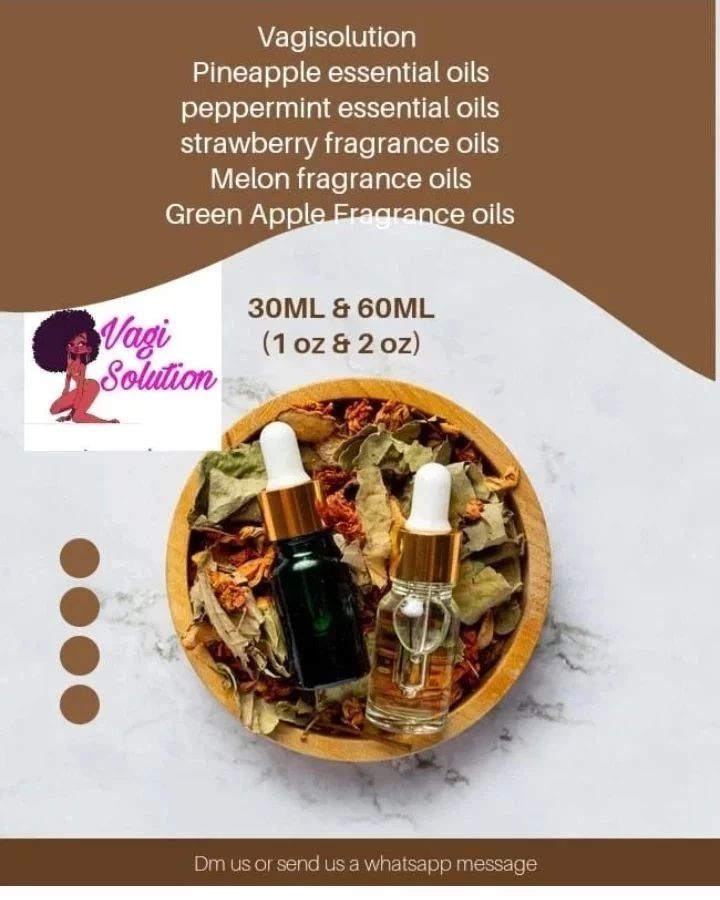 Vagisolution
Pineapple essential oils
peppermint essential oils
strawberry fragrance oils
Melon fragrance oils
Green Apple Fragrance oils
30ML & 60ML
(1 oz & 2 oz)
Vagi
Solution
Dm us or send us a whatsapp message